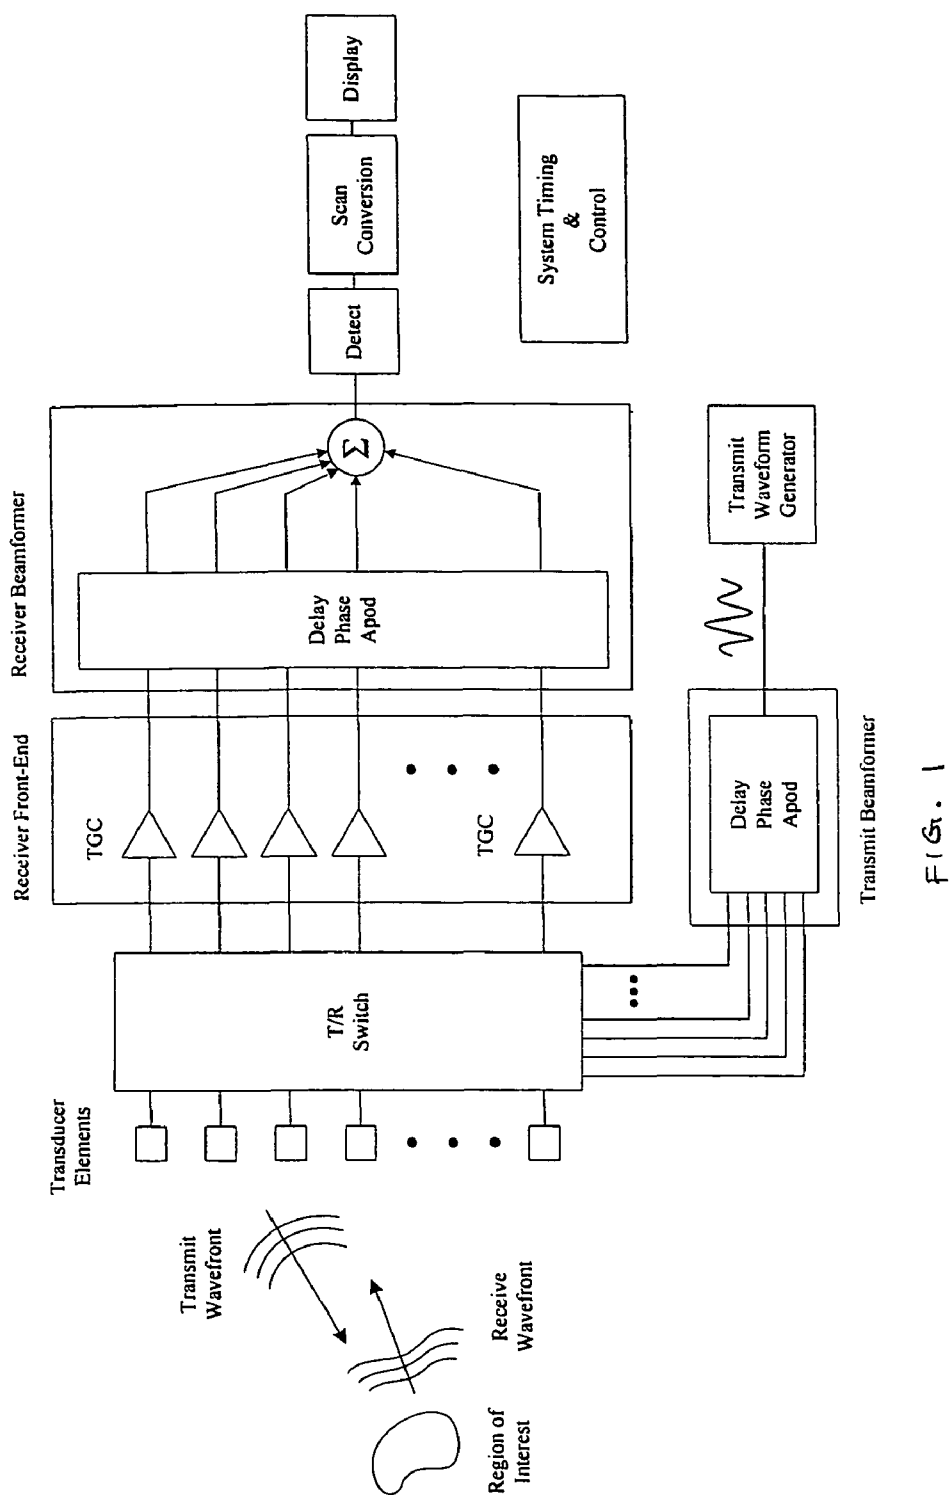 Region of
Interest
Transmit
Wavefront
Receive
Wavefront
Transducer
Elements
T/R
Switch
Receiver Front-End
TGC
TGC
Receiver Beamformer
Delay
Phase
Apod
Σ
Detect
Scan
Conversion
Display
System Timing
&
Control
Transmit Beamformer
Delay
Phase
Apod
Transmit
Waveform
Generator
FIG. 1